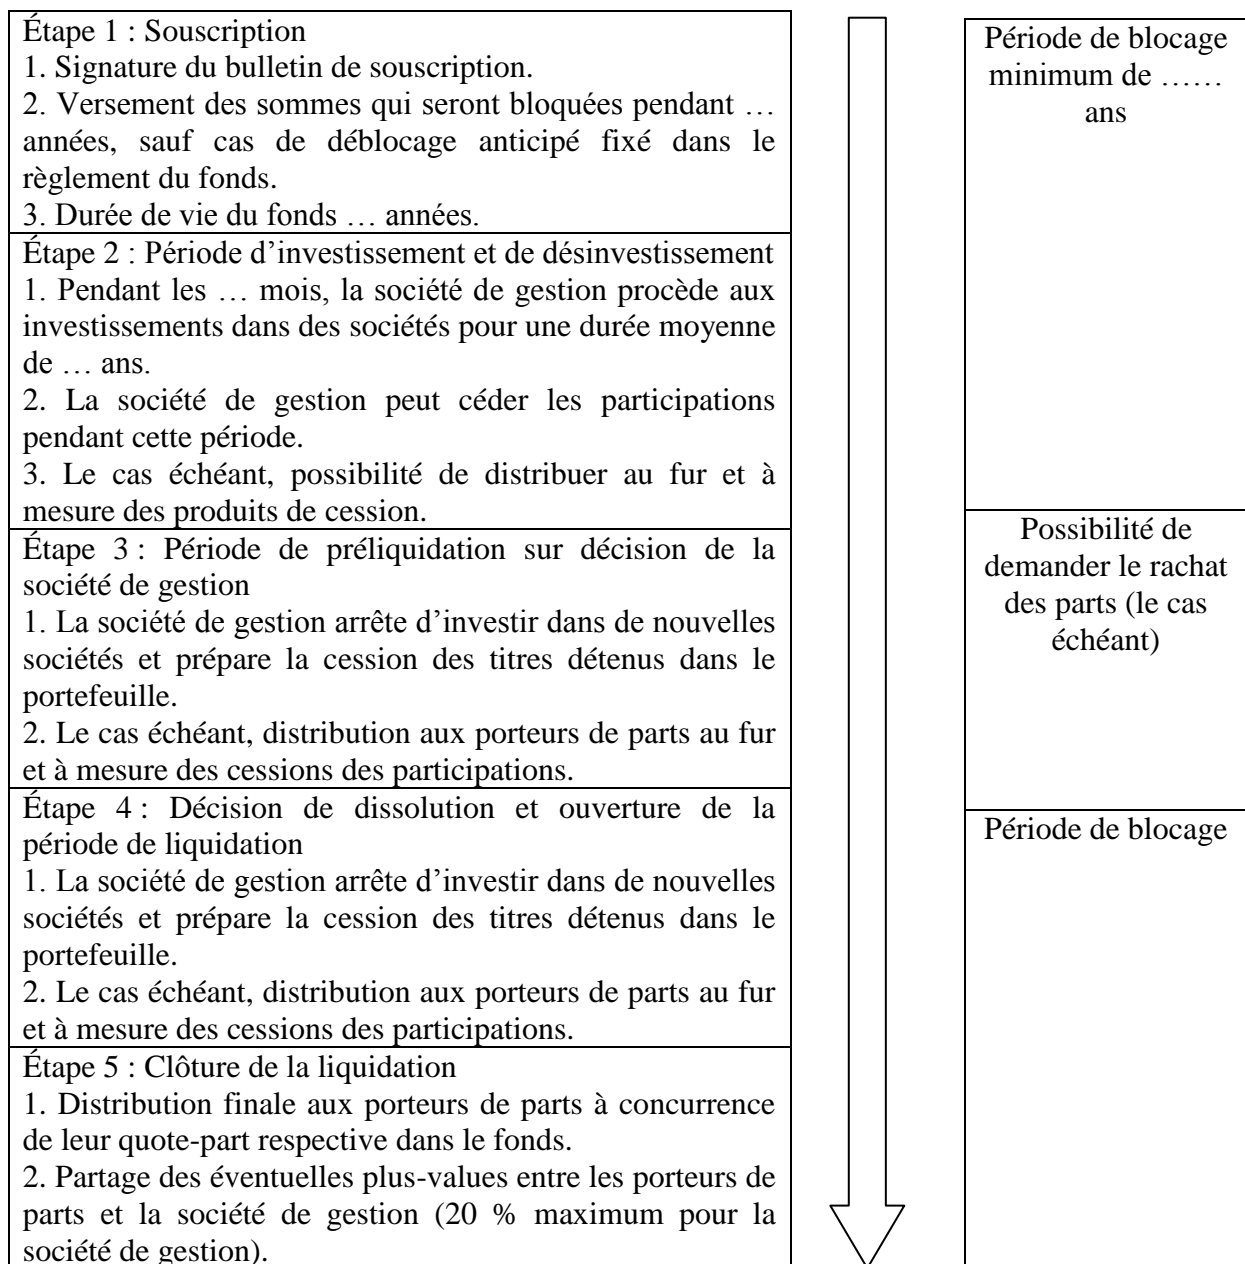 Étape 1 : Souscription
1. Signature du bulletin de souscription.
2. Versement des sommes qui seront bloquées pendant …
années, sauf cas de déblocage anticipé fixé dans le
règlement du fonds.
3. Durée de vie du fonds … années.
Étape 2 : Période d’investissement et de désinvestissement
1. Pendant les … mois, la société de gestion procède aux
investissements dans des sociétés pour une durée moyenne
de … ans.
2. La société de gestion peut céder les participations
pendant cette période.
3. Le cas échéant, possibilité de distribuer au fur et à
mesure des produits de cession.
Étape 3 : Période de préliquidation sur décision de la
société de gestion
1. La société de gestion arrête d’investir dans de nouvelles
sociétés et prépare la cession des titres détenus dans le
portefeuille.
2. Le cas échéant, distribution aux porteurs de parts au fur
et à mesure des cessions des participations.
Étape 4 : Décision de dissolution et ouverture de la
période de liquidation
1. La société de gestion arrête d’investir dans de nouvelles
sociétés et prépare la cession des titres détenus dans le
portefeuille.
2. Le cas échéant, distribution aux porteurs de parts au fur
et à mesure des cessions des participations.
Étape 5 : Clôture de la liquidation
1. Distribution finale aux porteurs de parts à concurrence
de leur quote-part respective dans le fonds.
2. Partage des éventuelles plus-values entre les porteurs de
parts et la société de gestion (20 % maximum pour la
société de gestion).
Période de blocage
minimum de ……
ans
Possibilité de
demander le rachat
des parts (le cas
échéant)
Période de blocage